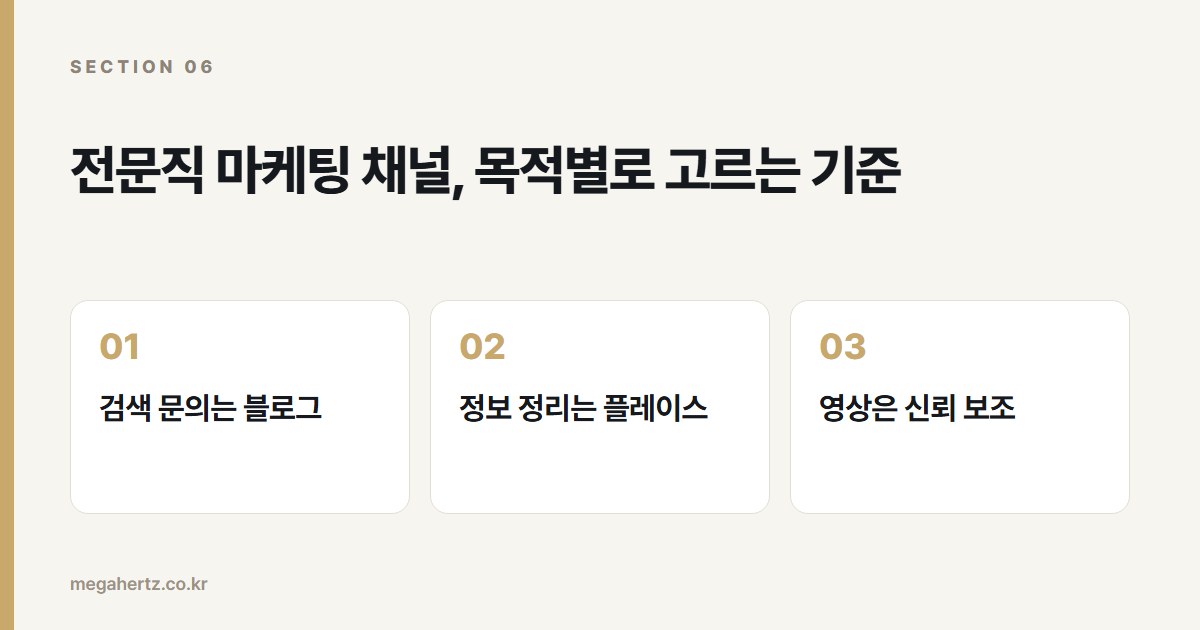 SECTION 06
전문직 마케팅 채널, 목적별로 고르는 기준
01
검색 문의는 블로그
02
정보 정리는 플레이스
03
영상은 신뢰 보조
megahertz.co.kr